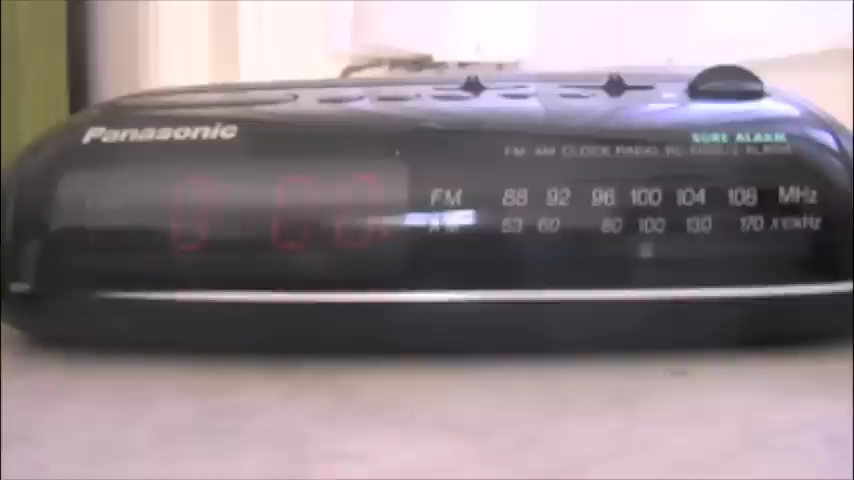 Panasonic
SURE ALARM
FM AM CLOCK RADIO
FM 88 92 96 100 104 108 MHz
53 60 80 100 130 170 x10kHz